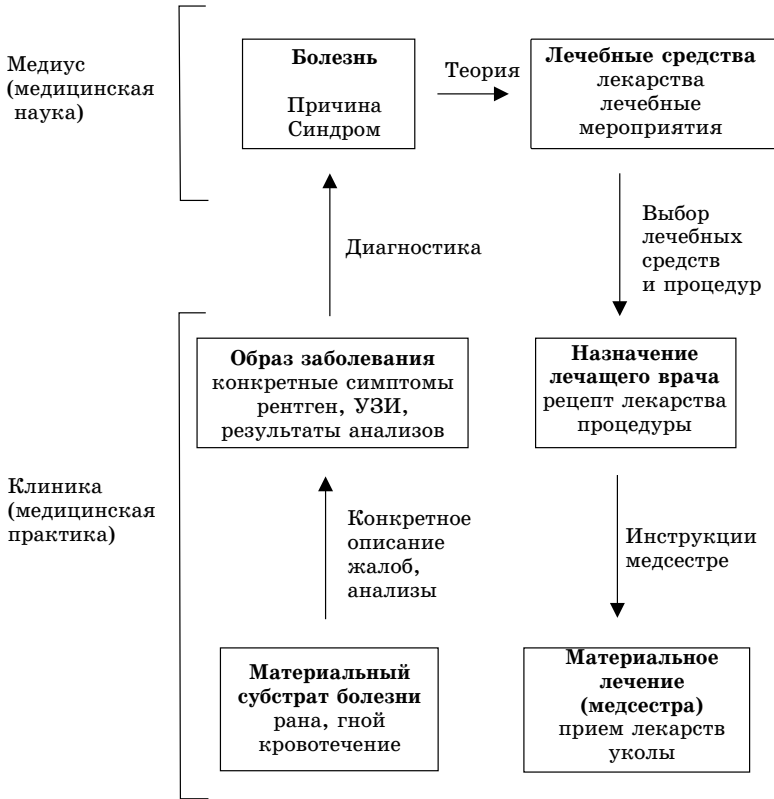 Медиус
(медицинская
наука)
Болезнь
Причина
Синдром
Теория
Лечебные средства
лекарства
лечебные
мероприятия
Диагностика
Выбор
лечебных
средств
и процедур
Клиника
(медицинская
практика)
Образ заболевания
конкретные симптомы
рентген, УЗИ,
результаты анализов
Назначение
лечащего врача
рецепт лекарства
процедуры
Конкретное
описание
жалоб,
анализы
Инструкции
медсестре
Материальный
субстрат болезни
рана, гной
кровотечение
Материальное
лечение
(медсестра)
прием лекарств
уколы